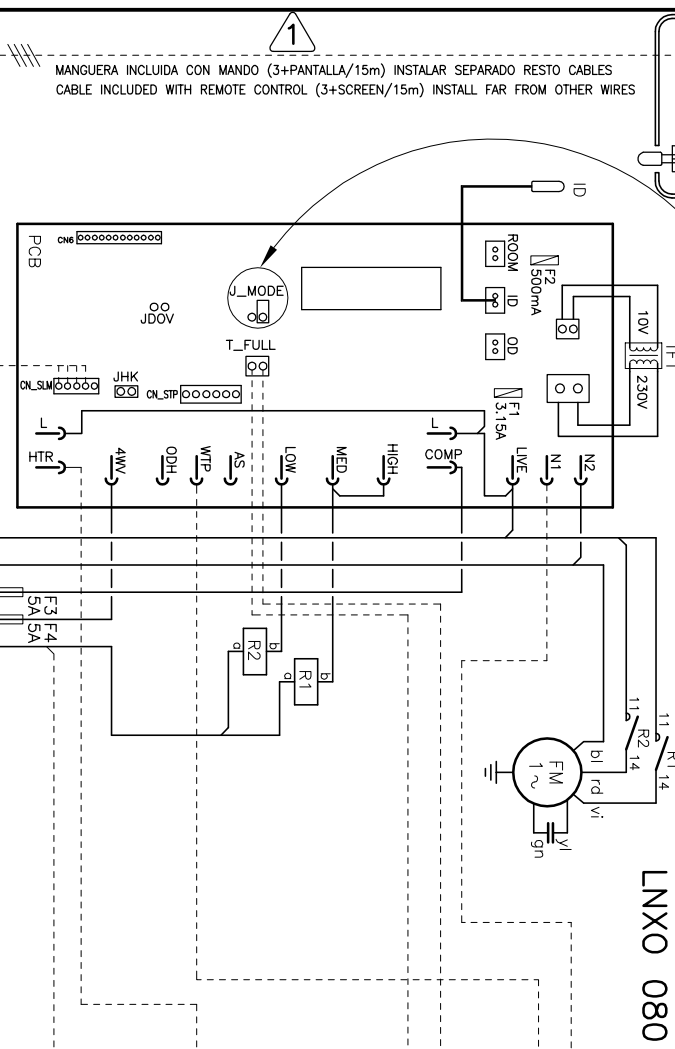 1
MANGUERA INCLUIDA CON MANDO (3+PANTALLA/15m) INSTALAR SEPARADO RESTO CABLES
CABLE INCLUDED WITH REMOTE CONTROL (3+SCREEN/15m) INSTALL FAR FROM OTHER WIRES
ID
PCB
CN6
ROOM
F2
500mA
J_MODE
ID
10V
JDOV
T_FULL
OD
230V
CN_SLM
JHK
CN_STP
F1
3.15A
L
L
HTR
4WV
ODH
WTP
AS
LOW
MED
HIGH
COMP
LIVE
N1
N2
F3
5A
F4
5A
a
R2
b
a
R1
b
11
R2
14
11
14
FM
1 ~
bl
rd
vi
gn
yl
LNXO 080